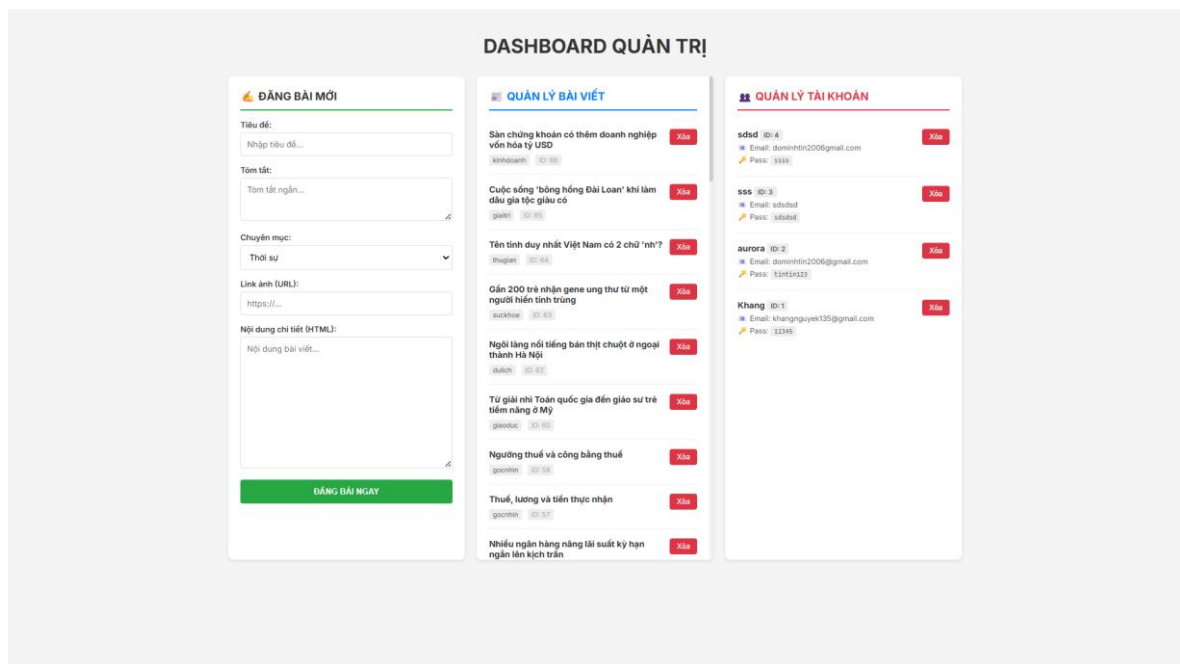 DASHBOARD QUẢN TRỊ
ĐĂNG BÀI MỚI
Tiêu đề:
Nhập tiêu đề...
Tóm tắt:
Tóm tắt ngắn...
Chuyên mục:
Thời sự
Link ảnh (URL):
https://...
Nội dung chi tiết (HTML):
Nội dung bài viết...
ĐĂNG BÀI NGAY
QUẢN LÝ BÀI VIẾT
Sàn chứng khoán có thêm doanh nghiệp
vốn hóa tỷ USD
Xóa
kinhdoanh ID: 66
Cuộc sống 'bông hồng Đài Loan' khi làm
dâu gia tộc giàu có
Xóa
giaitri ID: 65
Tên tỉnh duy nhất Việt Nam có 2 chữ 'nh'?
Xóa
thugian ID: 64
Gần 200 trẻ nhận gene ung thư từ một
người hiến tinh trùng
Xóa
suckhoe ID: 63
Ngôi làng nổi tiếng bán thịt chuột ở ngoại
thành Hà Nội
Xóa
dulich ID: 62
Từ giải nhì Toán quốc gia đến giáo sư trẻ
tiềm năng ở Mỹ
Xóa
giaoduc ID: 60
Ngưỡng thuế và công bằng thuế
Xóa
gocnhin ID: 58
Thuế, lương và tiền thực nhận
Xóa
gocnhin ID: 57
Nhiều ngân hàng nâng lãi suất kỳ hạn
ngắn lên kịch trần
Xóa
QUẢN LÝ TÀI KHOẢN
sdsd ID: 4
Xóa
Email: dominhtin2006gmail.com
Pass: ssss
sss ID: 3
Xóa
Email: sdsdsd
Pass: sdsdsd
aurora ID: 2
Xóa
Email: dominhtin2006@gmail.com
Pass: tintin123
Khang ID: 1
Xóa
Email: khangnguyek135@gmail.com
Pass: 12345